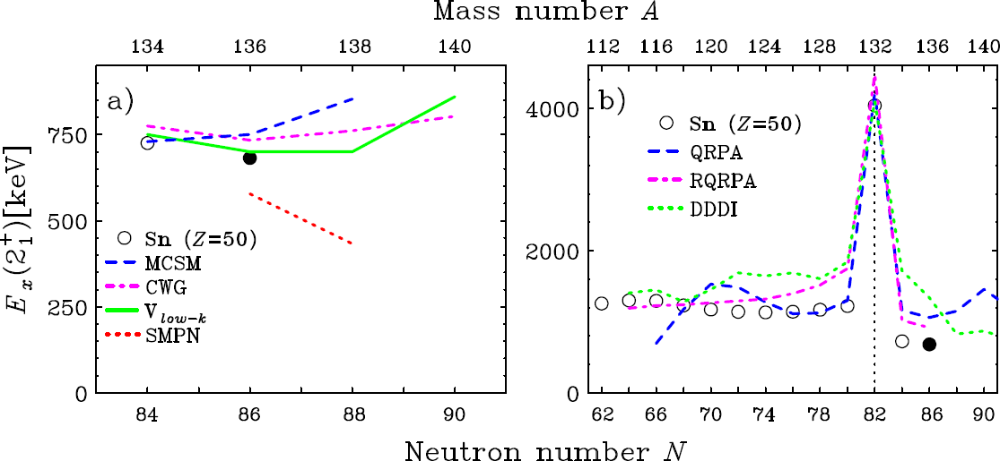 Mass number A
134 136 138 140
112 116 120 124 128 132 136 140
a)
b)
750
500
250
0
4000
2000
0
E_x(2_1^+)[keV]
Sn (Z=50)
MCSM
CWG
V_low-k
SMPN
Sn (Z=50)
QRPA
RQRPA
DDDI
84 86 88 90
62 66 70 74 78 82 86 90
Neutron number N